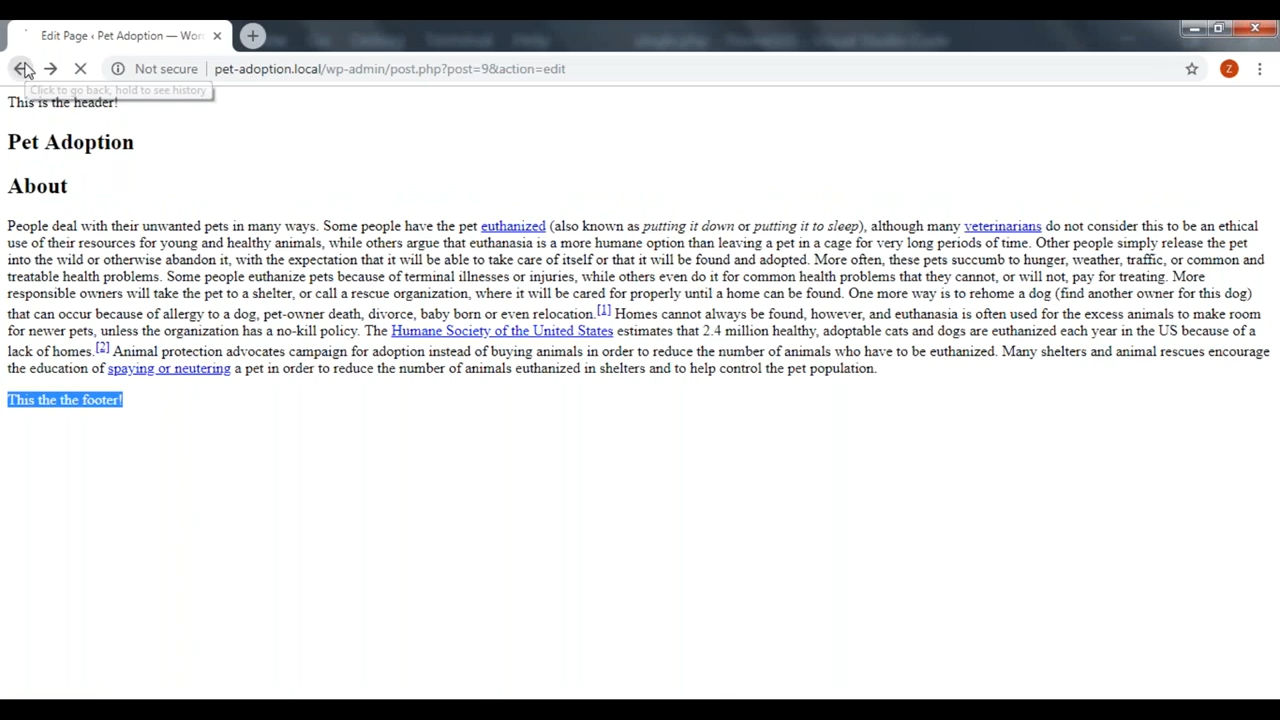 Edit Page ‹ Pet Adoption — Wor
Not secure
pet-adoption.local/wp-admin/post.php?post=9&action=edit
Z
Click to go back, hold to see history
This is the header!
Pet Adoption
About
People deal with their unwanted pets in many ways. Some people have the pet euthanized (also known as putting it down or putting it to sleep), although many veterinarians do not consider this to be an ethical
use of their resources for young and healthy animals, while others argue that euthanasia is a more humane option than leaving a pet in a cage for very long periods of time. Other people simply release the pet
into the wild or otherwise abandon it, with the expectation that it will be able to take care of itself or that it will be found and adopted. More often, these pets succumb to hunger, weather, traffic, or common and
treatable health problems. Some people euthanize pets because of terminal illnesses or injuries, while others even do it for common health problems that they cannot, or will not, pay for treating. More
responsible owners will take the pet to a shelter, or call a rescue organization, where it will be cared for properly until a home can be found. One more way is to rehome a dog (find another owner for this dog)
that can occur because of allergy to a dog, pet-owner death, divorce, baby born or even relocation.[1] Homes cannot always be found, however, and euthanasia is often used for the excess animals to make room
for newer pets, unless the organization has a no-kill policy. The Humane Society of the United States estimates that 2.4 million healthy, adoptable cats and dogs are euthanized each year in the US because of a
lack of homes.[2] Animal protection advocates campaign for adoption instead of buying animals in order to reduce the number of animals who have to be euthanized. Many shelters and animal rescues encourage
the education of spaying or neutering a pet in order to reduce the number of animals euthanized in shelters and to help control the pet population.
This the the footer!